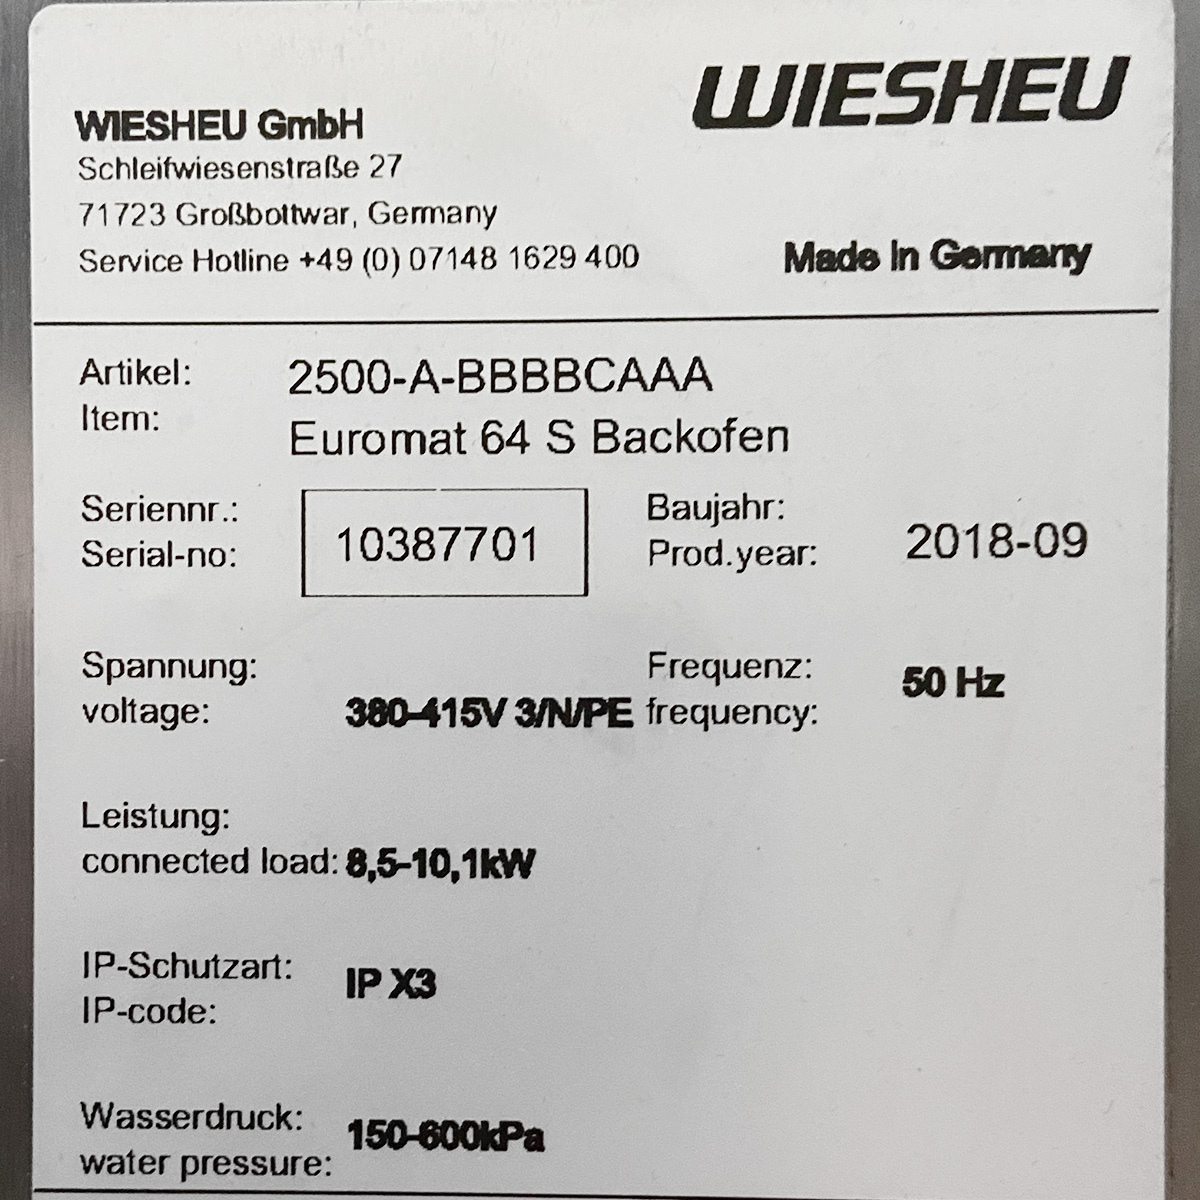 WIESHEU
WIESHEU GmbH
Schleifwiesenstraße 27
71723 Großbottwar, Germany
Service Hotline +49 (0) 07148 1629 400
Made in Germany
Artikel: 2500-A-BBBBCAAA
Item: Euromat 64 S Backofen
Seriennr.: Baujahr:
Serial-no: 10387701 Prod.year: 2018-09
Spannung: Frequenz: 50 Hz
voltage: 380-415V 3/N/PE frequency:
Leistung:
connected load: 8,5-10,1kW
IP-Schutzart: IP X3
IP-code:
Wasserdruck: 150-600kPa
water pressure: